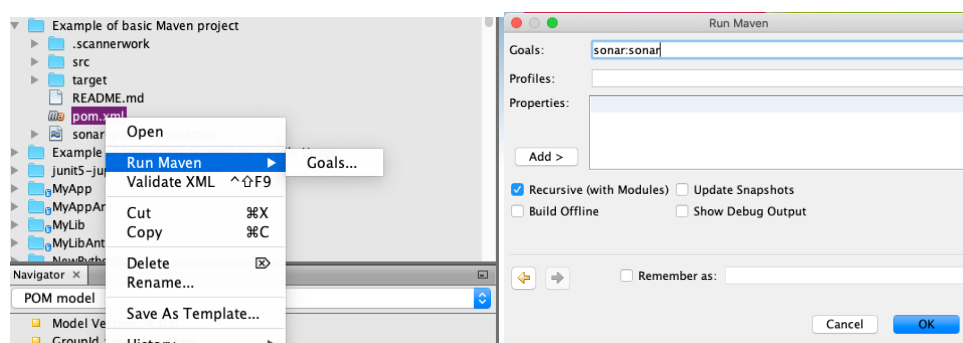 Example of basic Maven project
.scannerwork
src
target
README.md
pom.xml
sonar
Example
junit5-ju
MyApp
MyAppAr
MyLib
MyLibAnt
NewPytho
Open
Run Maven
Goals...
Validate XML ^⇧F9
Cut ⌘X
Copy ⌘C
Delete ⌦
Rename...
Save As Template...
History
Navigator ×
POM model
Model Ve
GroupId
Run Maven
Goals: sonar:sonar
Profiles:
Properties:
Add >
Recursive (with Modules) Update Snapshots
Build Offline Show Debug Output
Remember as:
Cancel OK